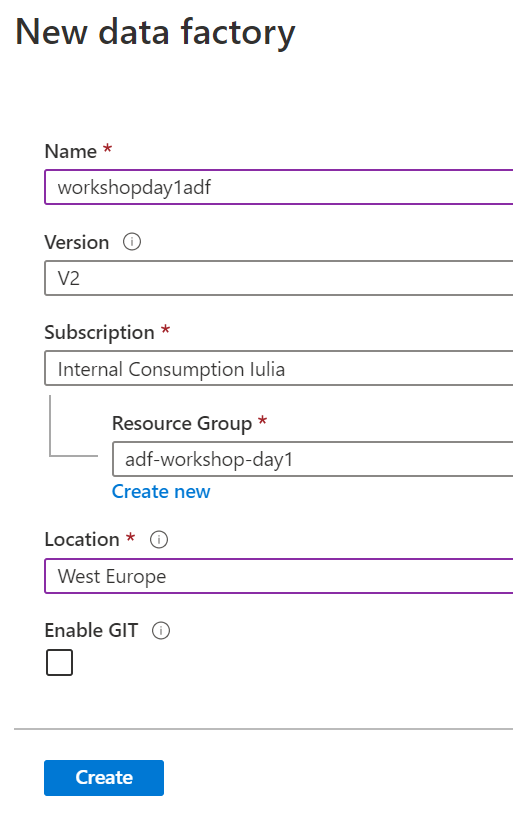 New data factory
Name *
workshopday1adf
Version
V2
Subscription *
Internal Consumption Iulia
Resource Group *
adf-workshop-day1
Create new
Location *
West Europe
Enable GIT
Create